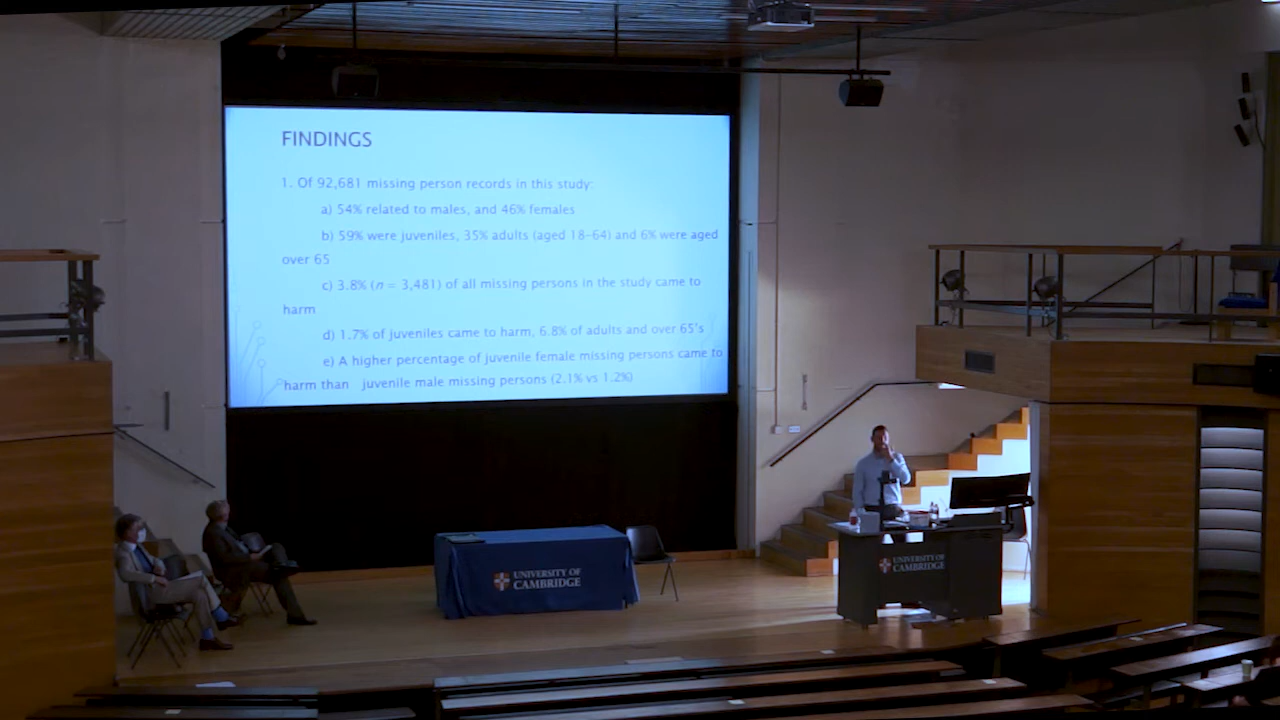 FINDINGS
1. Of 92,681 missing person records in this study:
a) 54% related to males, and 46% females
b) 59% were juveniles, 35% adults (aged 18-64) and 6% were aged
over 65
c) 3.8% (n = 3,481) of all missing persons in the study came to
harm
d) 1.7% of juveniles came to harm, 6.8% of adults and over 65's
e) A higher percentage of juvenile female missing persons came to
harm than juvenile male missing persons (2.1% vs 1.2%)
UNIVERSITY OF
CAMBRIDGE
UNIVERSITY OF
CAMBRIDGE